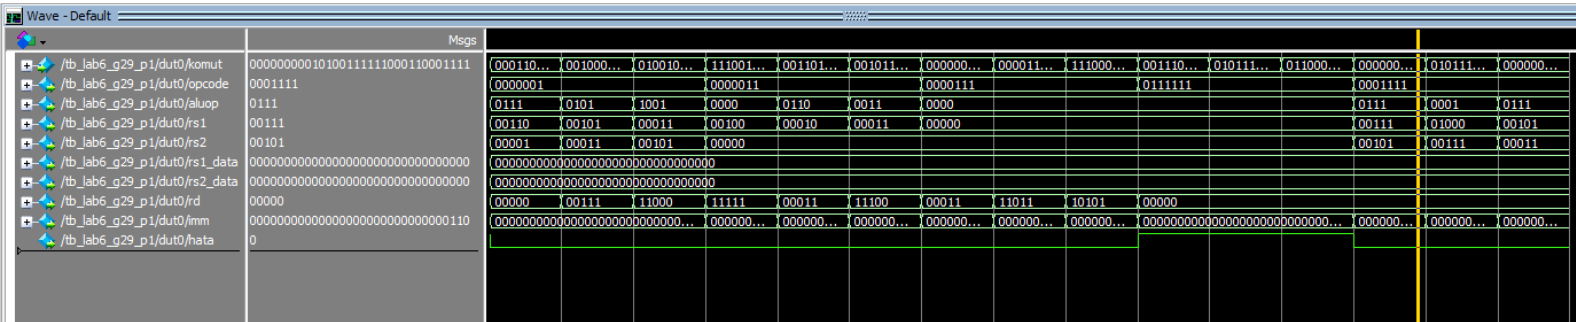 Wave - Default
Msgs
/tb_lab6_g29_p1/dut0/komut 00000000010100111111000110001111 000110... 001000... 010010... 111001... 001101... 001011... 000000... 000011... 111000... 001110... 010111... 011000... 000000... 010111... 000000...
/tb_lab6_g29_p1/dut0/opcode 0001111 0000001 0000011 0000111 0111111 0001111
/tb_lab6_g29_p1/dut0/aluop 0111 0111 0101 1001 0000 0110 0011 0000 0111 0001 0111
/tb_lab6_g29_p1/dut0/rs1 00111 00110 00101 00011 00100 00010 00011 00000 00111 01000 00101
/tb_lab6_g29_p1/dut0/rs2 00101 00001 00011 00101 00000 00101 00111 00011
/tb_lab6_g29_p1/dut0/rs1_data 00000000000000000000000000000000 00000000000000000000000000000000
/tb_lab6_g29_p1/dut0/rs2_data 00000000000000000000000000000000 00000000000000000000000000000000
/tb_lab6_g29_p1/dut0/rd 00000 00000 00111 11000 11111 00011 11100 00011 11011 10101 00000
/tb_lab6_g29_p1/dut0/imm 00000000000000000000000000000110 0000000000000000000000000000... 000000... 000000... 000000... 000000... 000000... 000000... 0000000000000000000000000000... 000000... 000000... 000000...
/tb_lab6_g29_p1/dut0/hata 0